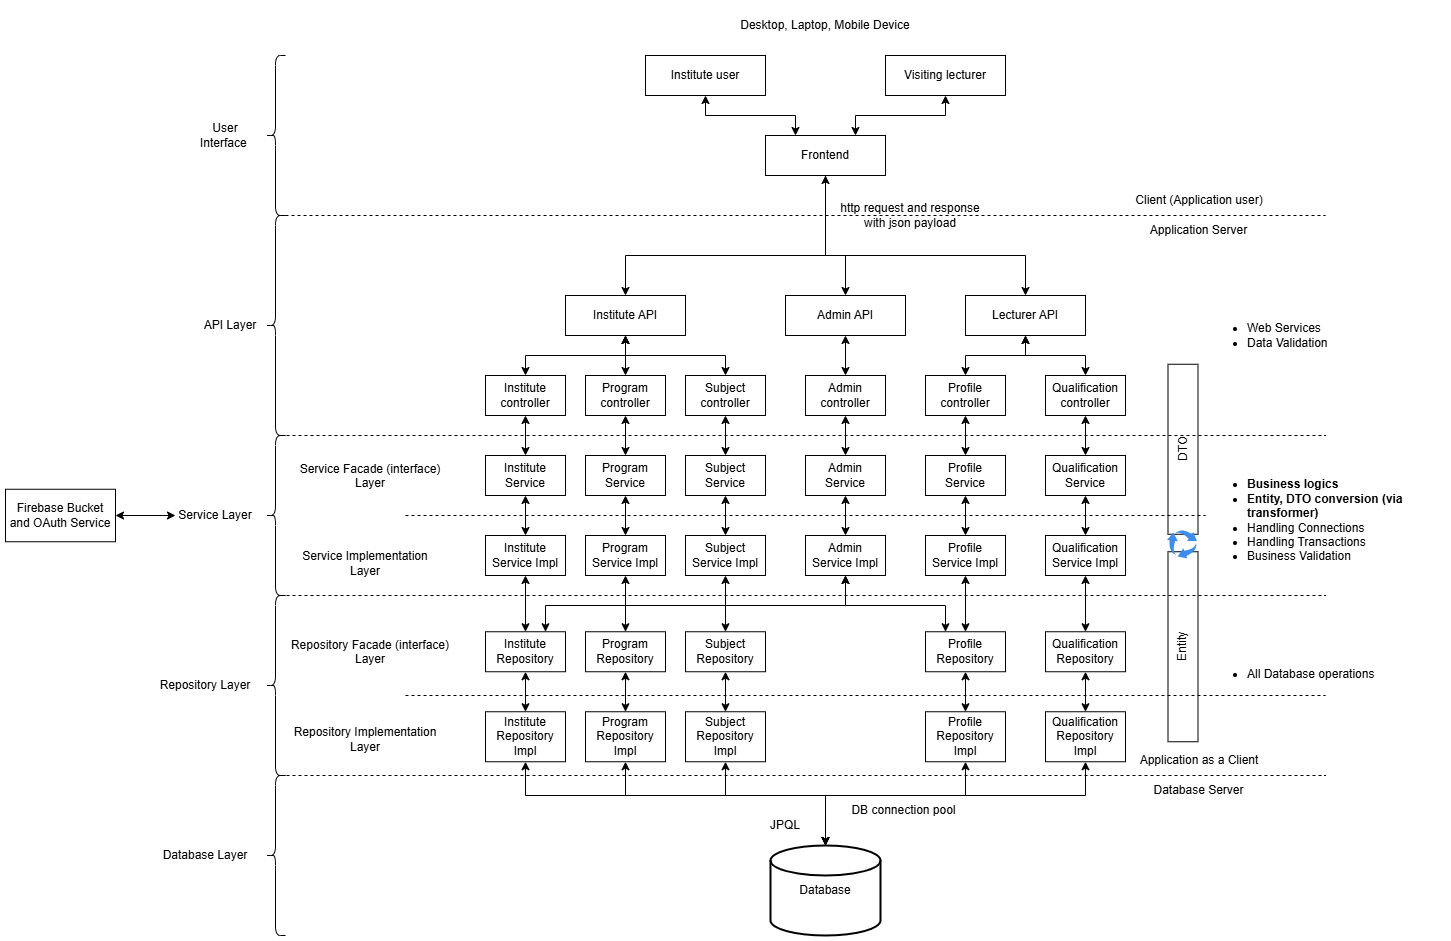 Desktop, Laptop, Mobile Device
Institute user
Visiting lecturer
User
Interface
Frontend
http request and response
with json payload
Client (Application user)
Application Server
API Layer
Institute API
Admin API
Lecturer API
Web Services
Data Validation
Institute
controller
Program
controller
Subject
controller
Admin
controller
Profile
controller
Qualification
controller
DTO
Service Facade (interface)
Layer
Institute
Service
Program
Service
Subject
Service
Admin
Service
Profile
Service
Qualification
Service
Firebase Bucket
and OAuth Service
Service Layer
Business logics
Entity, DTO conversion (via
transformer)
Handling Connections
Handling Transactions
Business Validation
Service Implementation
Layer
Institute
Service Impl
Program
Service Impl
Subject
Service Impl
Admin
Service Impl
Profile
Service Impl
Qualification
Service Impl
Entity
Repository Facade (interface)
Layer
Institute
Repository
Program
Repository
Subject
Repository
Profile
Repository
Qualification
Repository
Repository Layer
All Database operations
Repository Implementation
Layer
Institute
Repository
Impl
Program
Repository
Impl
Subject
Repository
Impl
Profile
Repository
Impl
Qualification
Repository
Impl
Application as a Client
Database Server
DB connection pool
JPQL
Database Layer
Database